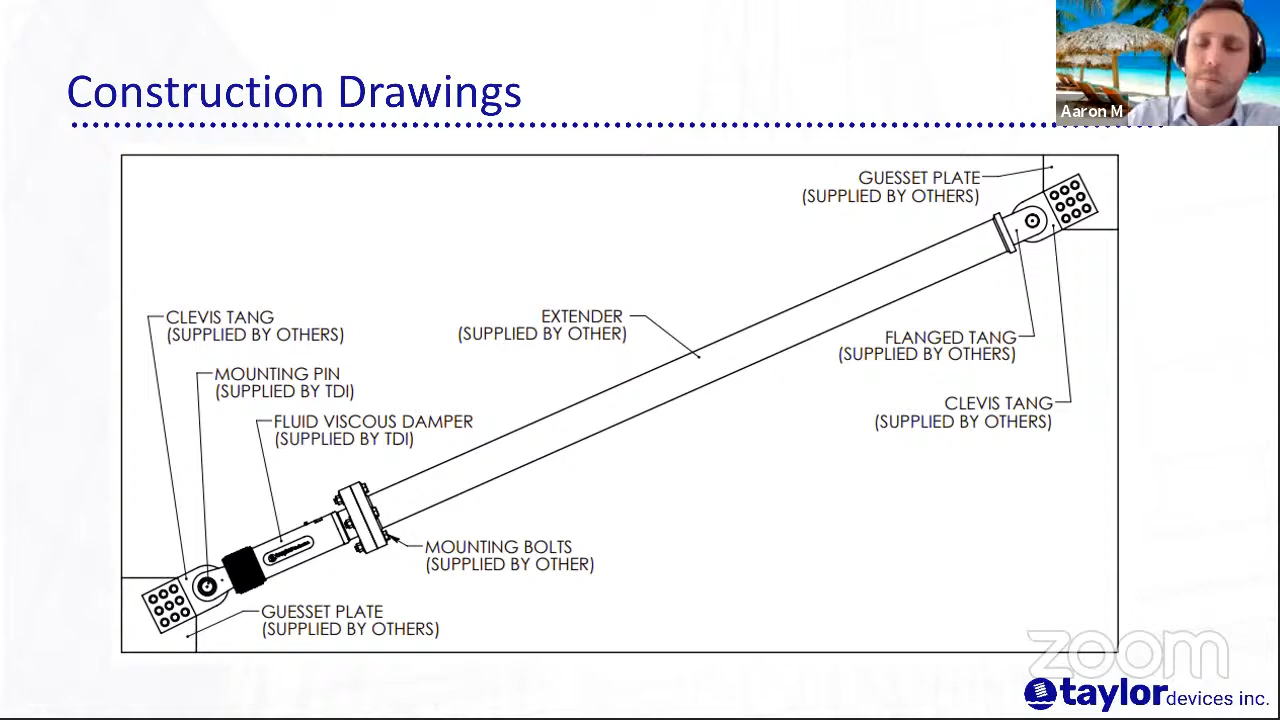 Construction Drawings
Aaron M
GUESSET PLATE
(SUPPLIED BY OTHERS)
CLEVIS TANG
(SUPPLIED BY OTHERS)
EXTENDER
(SUPPLIED BY OTHER)
FLANGED TANG
(SUPPLIED BY OTHERS)
MOUNTING PIN
(SUPPLIED BY TDI)
CLEVIS TANG
(SUPPLIED BY OTHERS)
FLUID VISCOUS DAMPER
(SUPPLIED BY TDI)
MOUNTING BOLTS
(SUPPLIED BY OTHER)
GUESSET PLATE
(SUPPLIED BY OTHERS)
zoom
taylor devices inc.